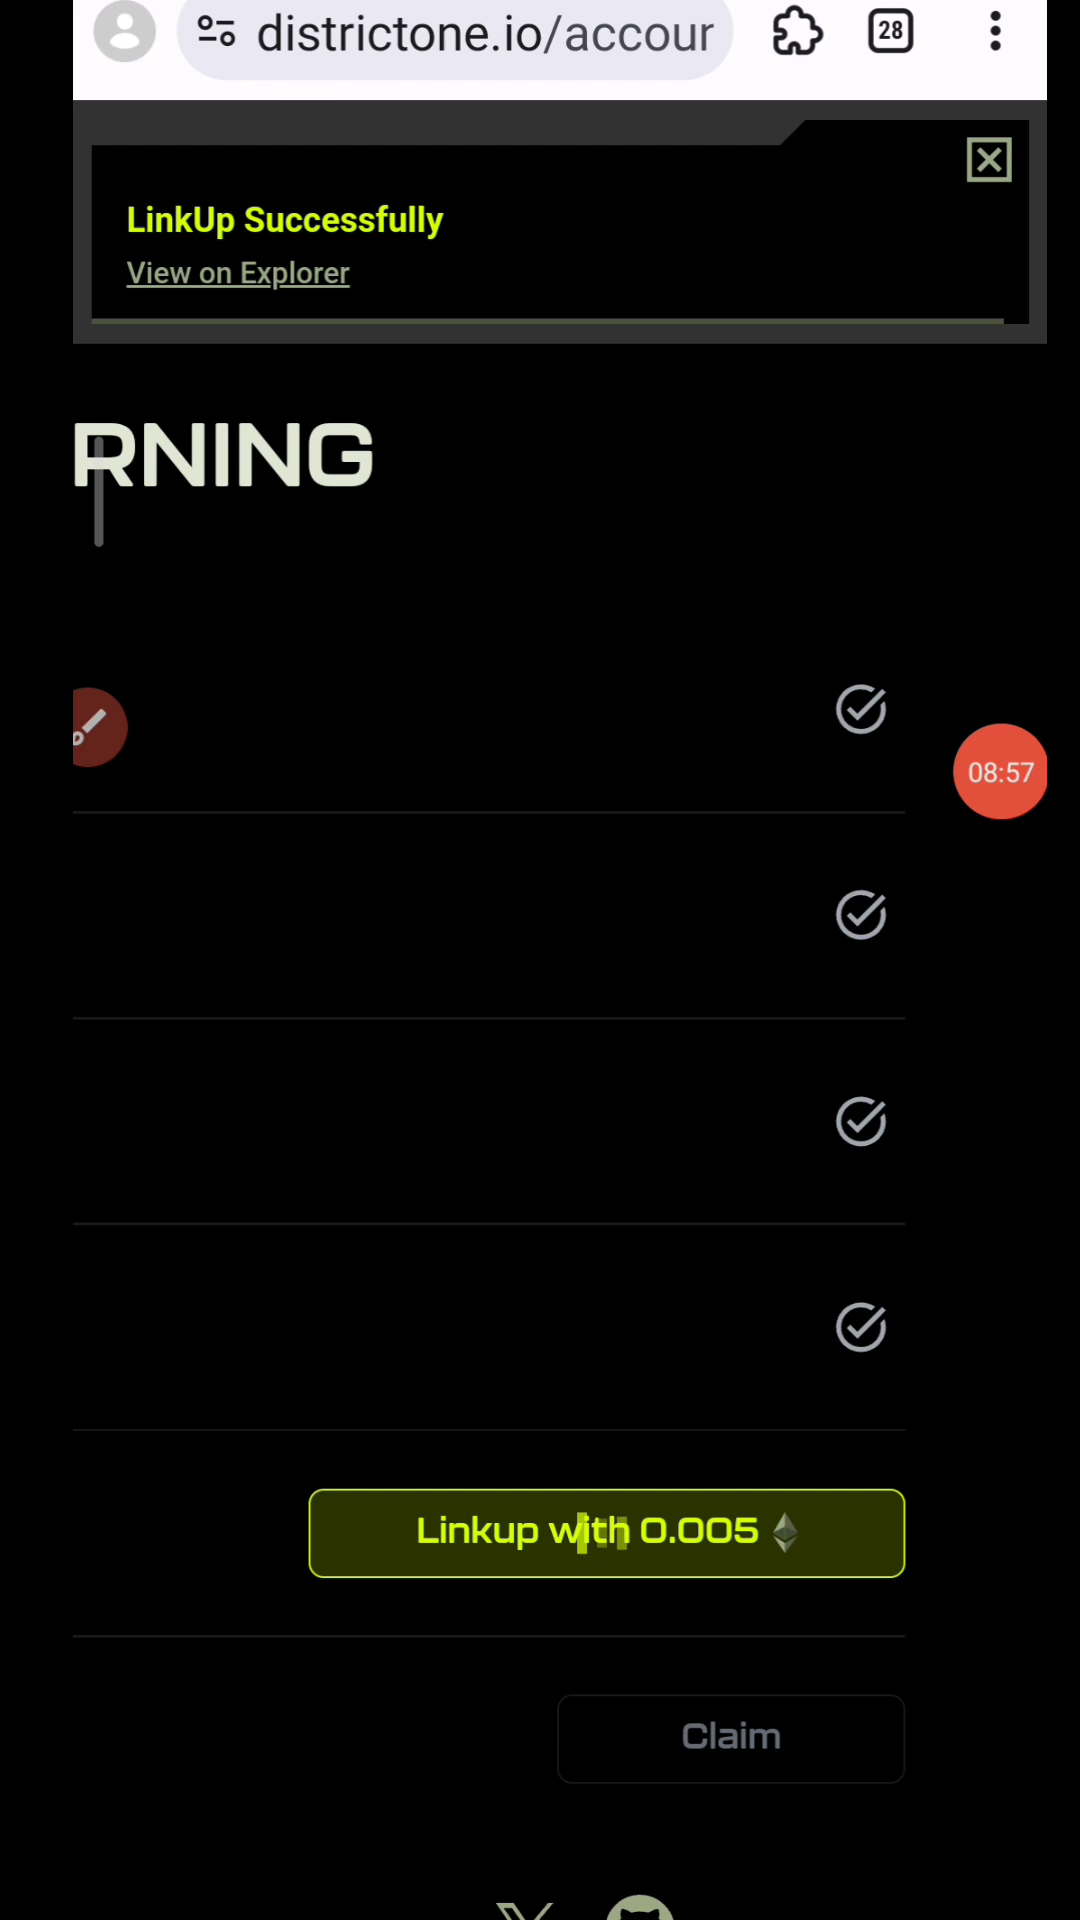 districtone.io/accour
28
LinkUp Successfully
View on Explorer
RNING
08:57
Linkup with 0.005
Claim